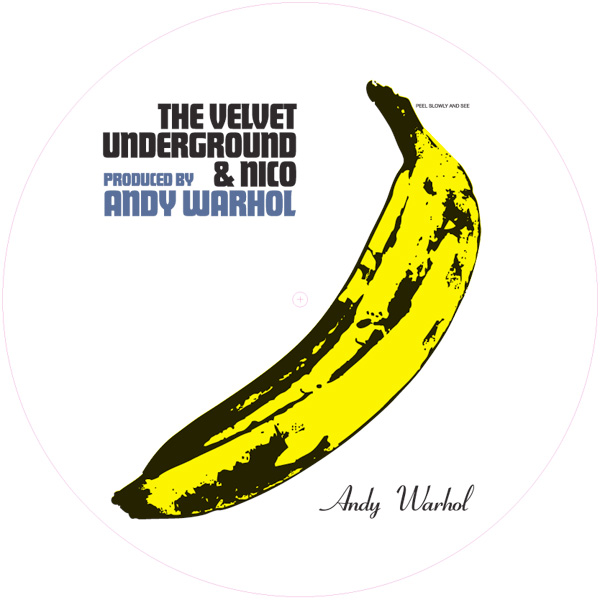 THE VELVET
UNDERGROUND
& NICO
PRODUCED BY
ANDY WARHOL
PEEL SLOWLY AND SEE
Andy Warhol